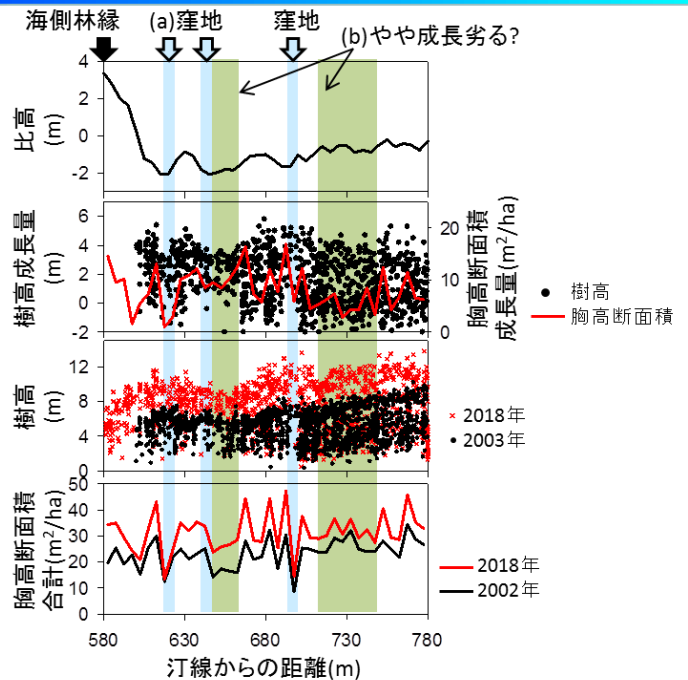 海側林縁
(a)窪地
窪地
(b)やや成長劣る?
比高
(m)
4
2
0
-2
樹高成長量
(m)
6
4
2
0
-2
胸高断面積
成長量(m²/ha)
20
10
0
樹高
胸高断面積
樹高
(m)
12
8
4
0
2018年
2003年
胸高断面積
合計(m²/ha)
50
40
30
20
10
0
2018年
2002年
580 630 680 730 780
汀線からの距離(m)